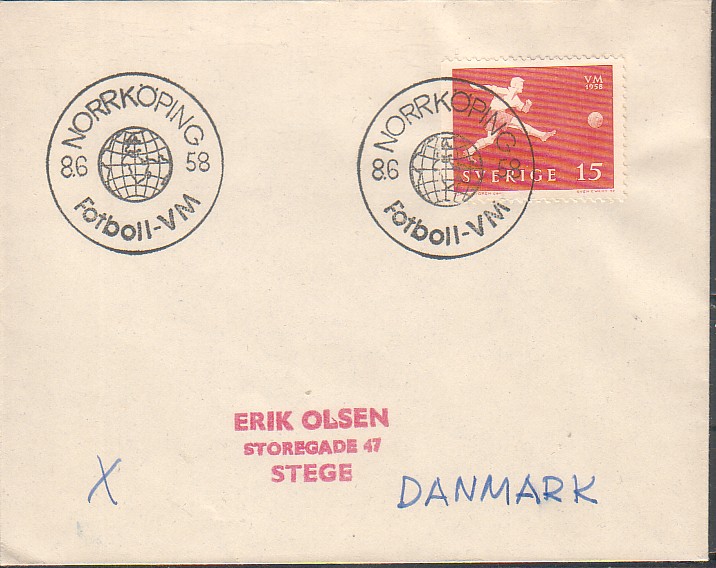 NORRKÖPING
8.6 58
Fotboll-VM
NORRKÖPING
8.6 58
Fotboll-VM
VM
1958
SVERIGE 15
ERIK OLSEN
STOREGADE 47
STEGE
X DANMARK